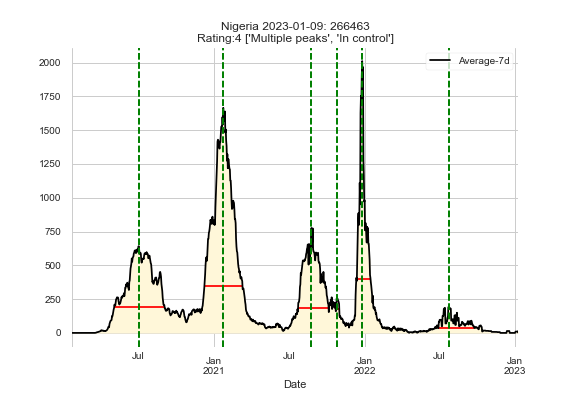 Nigeria 2023-01-09: 266463
Rating:4 ['Multiple peaks', 'In control']
Average-7d
2000
1750
1500
1250
1000
750
500
250
0
Jul
Jan
2021
Jul
Jan
2022
Jul
Jan
2023
Date